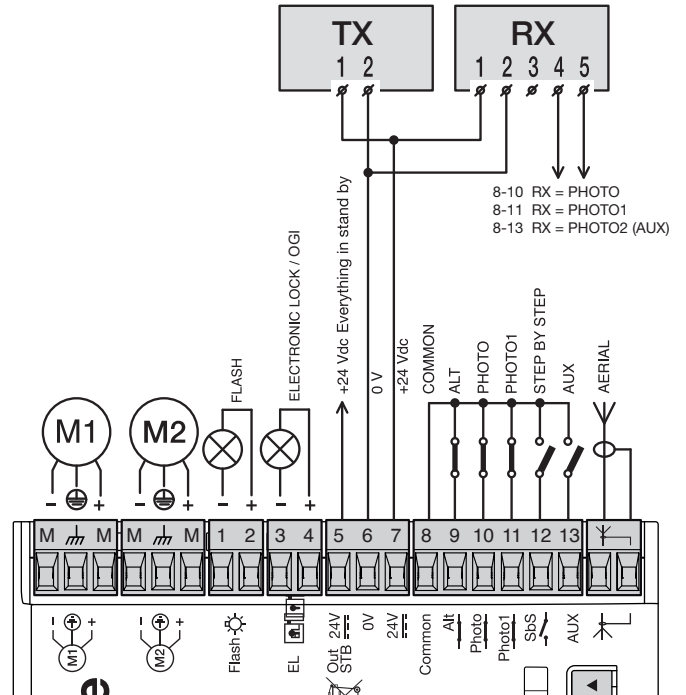 TX
1 2
RX
1 2 3 4 5
8-10 RX = PHOTO
8-11 RX = PHOTO1
8-13 RX = PHOTO2 (AUX)
FLASH
ELECTRONIC LOCK / OGI
+24 Vdc Everything in stand by
0 V
+24 Vdc
COMMON
ALT
PHOTO
PHOTO1
STEP BY STEP
AUX
AERIAL
M1
M2
- +
- +
- +
- +
M M M M 1 2 3 4 5 6 7 8 9 10 11 12 13
- +
M1
- +
M2
Flash
EL
Out 24V
STB
0V
24V
Common
Alt
Photo
Photo1
SbS
AUX
e